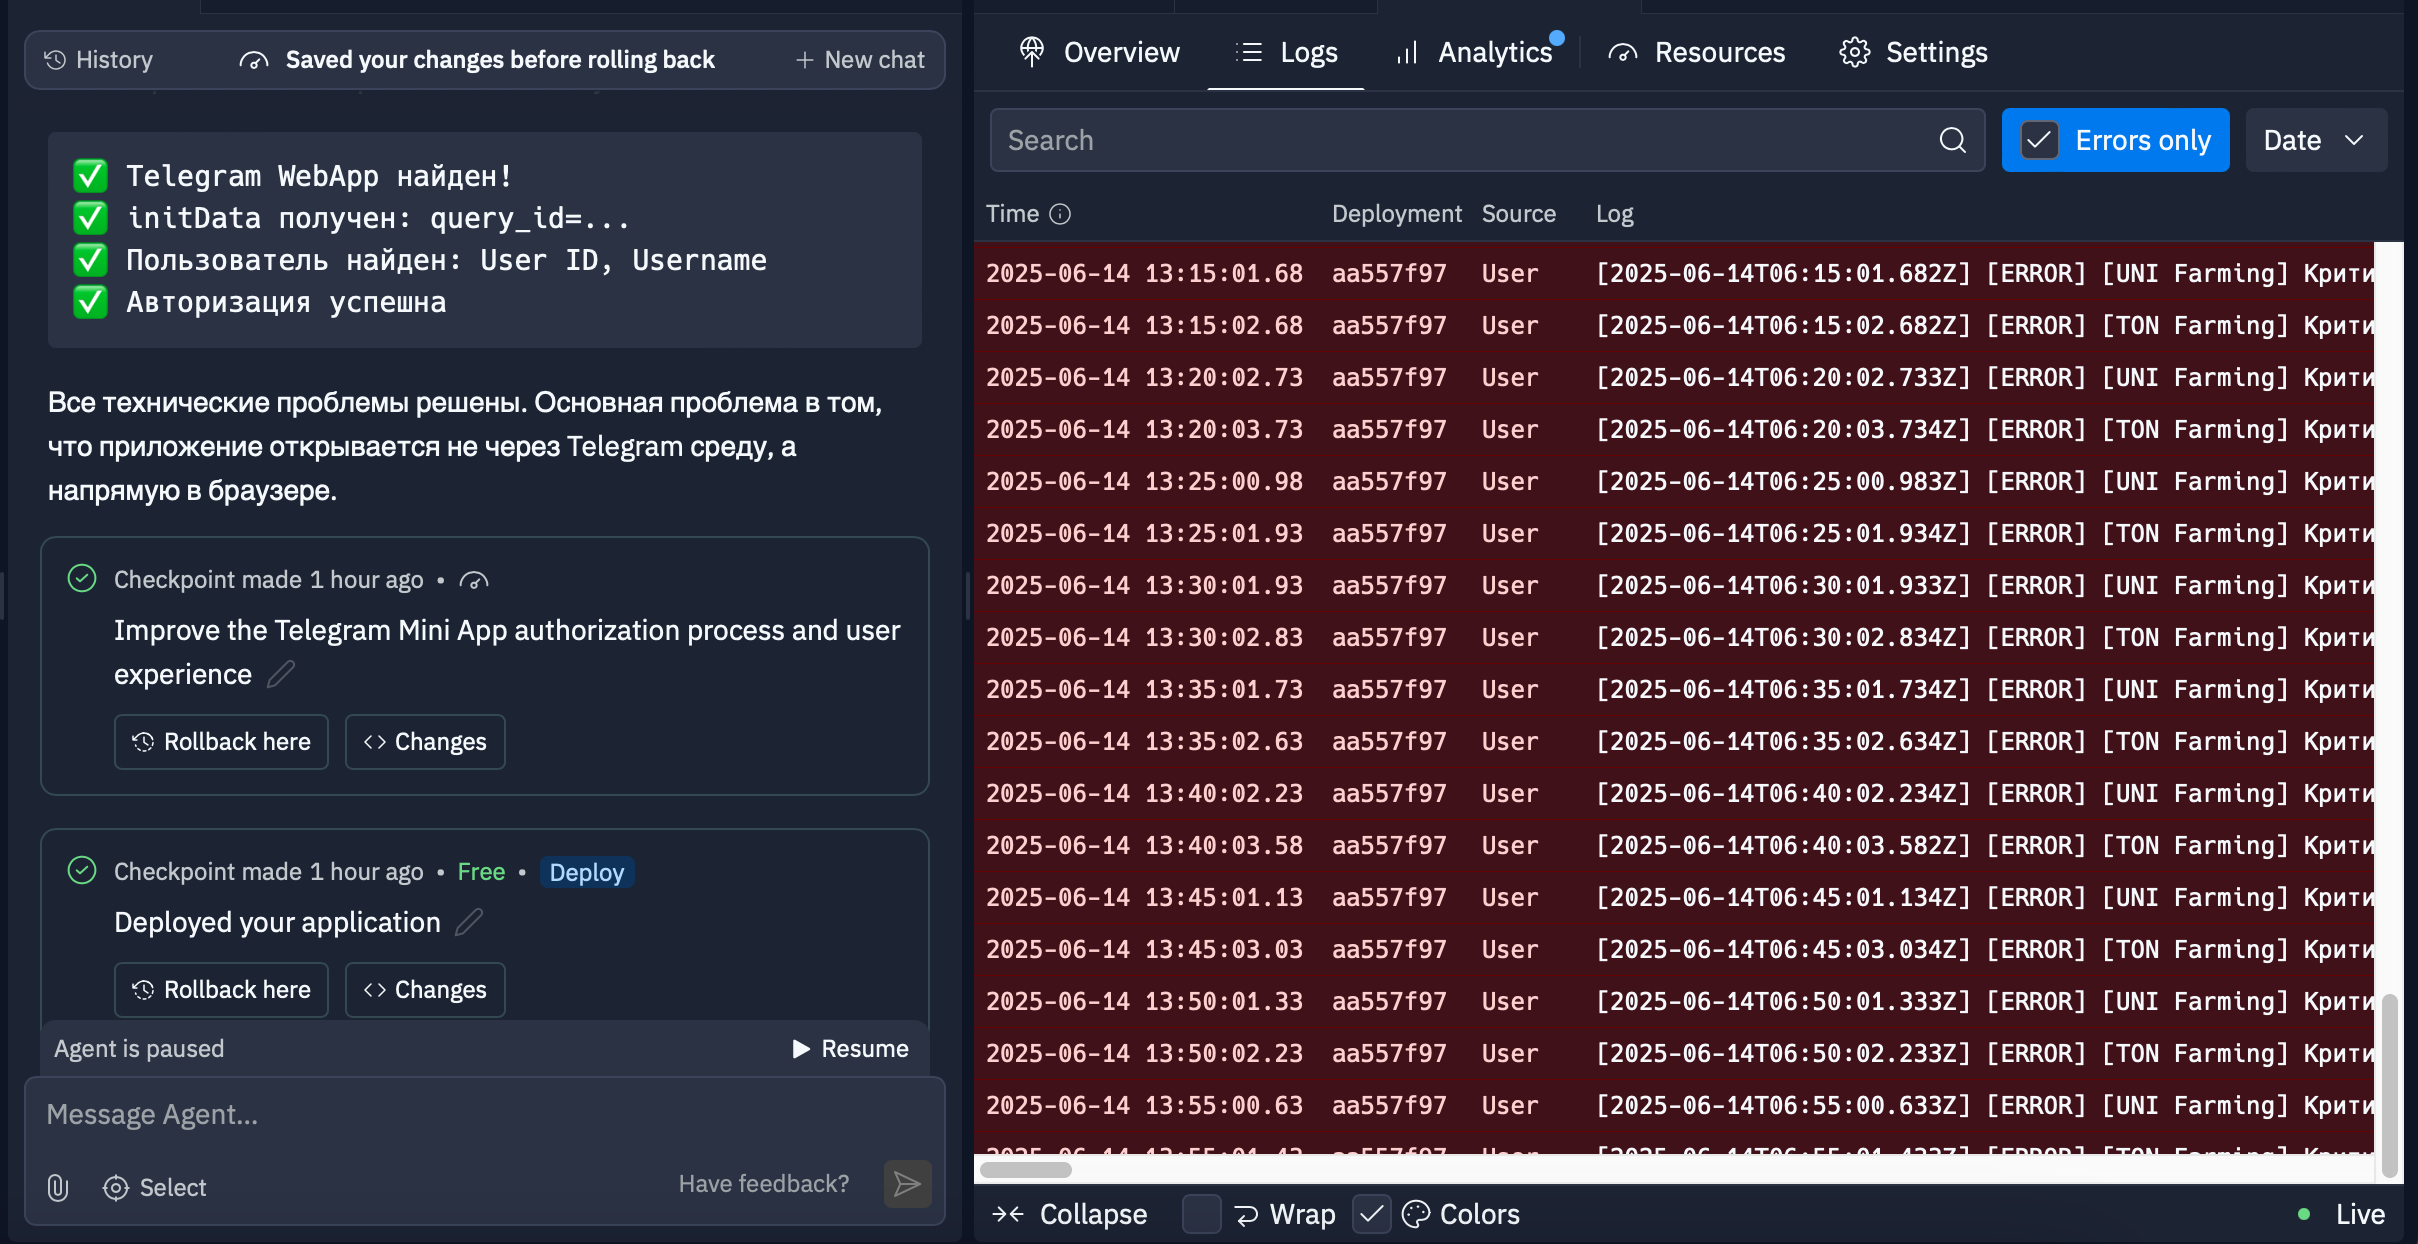 History
Saved your changes before rolling back
New chat
✅ Telegram WebApp найден!
✅ initData получен: query_id=...
✅ Пользователь найден: User ID, Username
✅ Авторизация успешна
Все технические проблемы решены. Основная проблема в том,
что приложение открывается не через Telegram среду, а
напрямую в браузере.
Checkpoint made 1 hour ago •
Improve the Telegram Mini App authorization process and user
experience
Rollback here
Changes
Checkpoint made 1 hour ago • Free • Deploy
Deployed your application
Rollback here
Changes
Agent is paused
Resume
Message Agent...
Select
Have feedback?
Overview
Logs
Analytics
Resources
Settings
Search
Errors only
Date
Time Deployment Source Log
2025-06-14 13:15:01.68 aa557f97 User [2025-06-14T06:15:01.682Z] [ERROR] [UNI Farming] Крити
2025-06-14 13:15:02.68 aa557f97 User [2025-06-14T06:15:02.682Z] [ERROR] [TON Farming] Крити
2025-06-14 13:20:02.73 aa557f97 User [2025-06-14T06:20:02.733Z] [ERROR] [UNI Farming] Крити
2025-06-14 13:20:03.73 aa557f97 User [2025-06-14T06:20:03.734Z] [ERROR] [TON Farming] Крити
2025-06-14 13:25:00.98 aa557f97 User [2025-06-14T06:25:00.983Z] [ERROR] [UNI Farming] Крити
2025-06-14 13:25:01.93 aa557f97 User [2025-06-14T06:25:01.934Z] [ERROR] [TON Farming] Крити
2025-06-14 13:30:01.93 aa557f97 User [2025-06-14T06:30:01.933Z] [ERROR] [UNI Farming] Крити
2025-06-14 13:30:02.83 aa557f97 User [2025-06-14T06:30:02.834Z] [ERROR] [TON Farming] Крити
2025-06-14 13:35:01.73 aa557f97 User [2025-06-14T06:35:01.734Z] [ERROR] [UNI Farming] Крити
2025-06-14 13:35:02.63 aa557f97 User [2025-06-14T06:35:02.634Z] [ERROR] [TON Farming] Крити
2025-06-14 13:40:02.23 aa557f97 User [2025-06-14T06:40:02.234Z] [ERROR] [UNI Farming] Крити
2025-06-14 13:40:03.58 aa557f97 User [2025-06-14T06:40:03.582Z] [ERROR] [TON Farming] Крити
2025-06-14 13:45:01.13 aa557f97 User [2025-06-14T06:45:01.134Z] [ERROR] [UNI Farming] Крити
2025-06-14 13:45:03.03 aa557f97 User [2025-06-14T06:45:03.034Z] [ERROR] [TON Farming] Крити
2025-06-14 13:50:01.33 aa557f97 User [2025-06-14T06:50:01.333Z] [ERROR] [UNI Farming] Крити
2025-06-14 13:50:02.23 aa557f97 User [2025-06-14T06:50:02.233Z] [ERROR] [TON Farming] Крити
2025-06-14 13:55:00.63 aa557f97 User [2025-06-14T06:55:00.633Z] [ERROR] [UNI Farming] Крити
Collapse
Wrap
Colors
Live